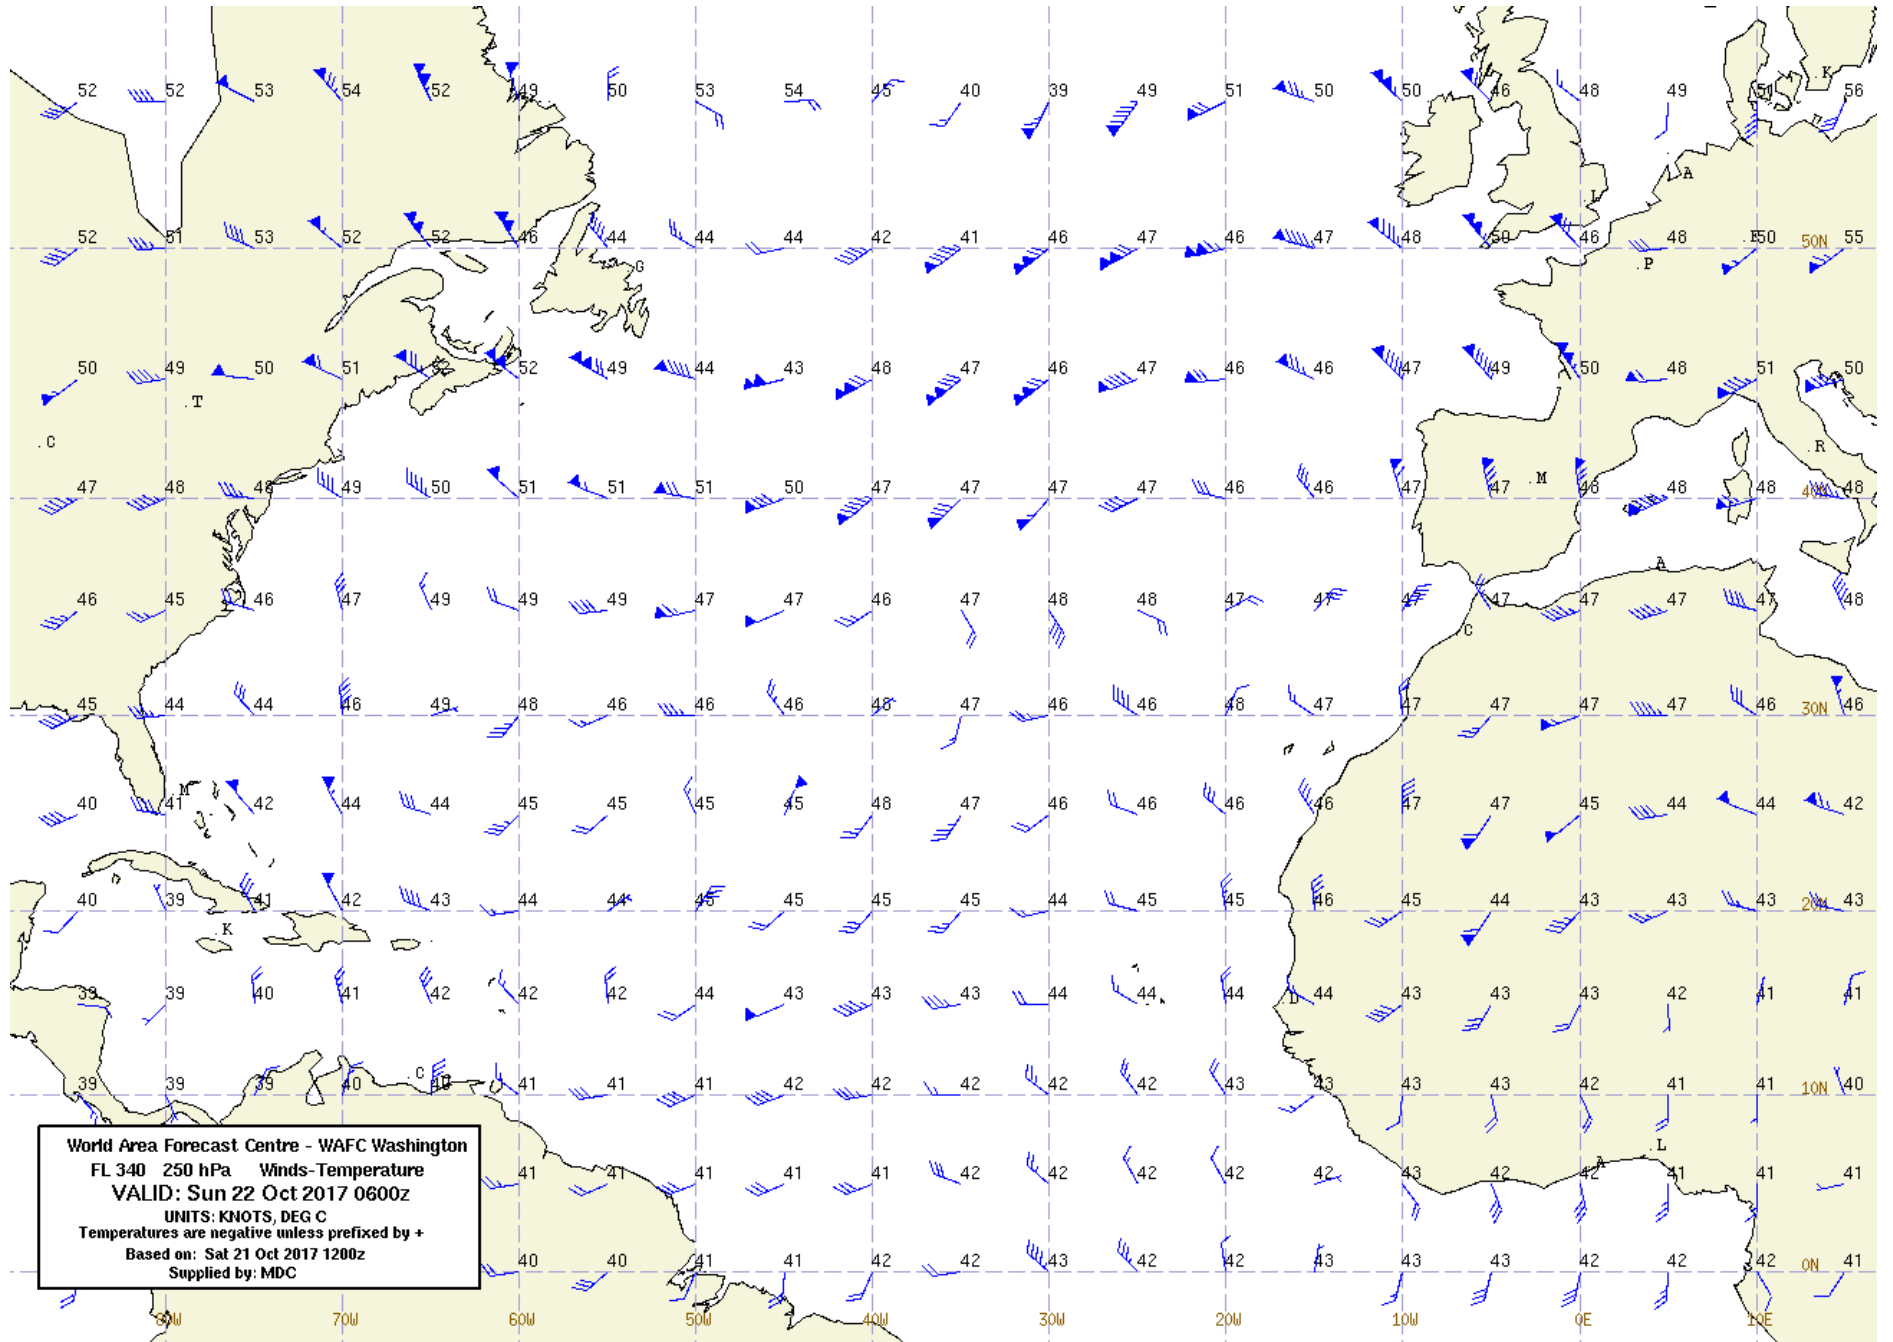 52 52 53 54 52 49 50 53 54 45 40 39 49 51 50 50 46 48 49 51 56
.K
A
.L
52 51 53 52 52 46 44 44 44 42 41 46 47 46 47 48 50 46 48 50 55
50N
G
.P
50 49 50 51 52 52 49 44 43 48 47 46 47 46 46 47 49 50 48 51 50
.T
.C
.R
.M
47 48 48 49 50 51 51 51 50 47 47 47 47 46 46 47 47 46 48 48 48
40N
.A
46 45 46 47 49 49 49 47 47 46 47 48 48 46 47 47 47 47 47 47 48
.C
45 44 44 46 49 48 46 46 46 48 47 46 46 48 47 47 47 47 47 46 46
30N
M
40 41 42 44 44 45 45 45 45 48 47 46 46 46 46 47 47 45 44 44 42
40 39 41 42 43 44 44 45 45 45 45 44 45 45 46 45 44 43 43 43 43
20N
.K
39 39 40 41 42 42 42 44 43 43 43 44 44 44 44 43 43 43 42 41 41
.D
.C
39 39 39 40 40 41 41 41 42 42 42 42 42 43 43 43 43 42 41 41 40
10N
World Area Forecast Centre - WAFC Washington
FL 340 250 hPa Winds-Temperature
VALID: Sun 22 Oct 2017 0600z
UNITS: KNOTS, DEG C
Temperatures are negative unless prefixed by +
Based on: Sat 21 Oct 2017 1200z
Supplied by: MDC
.L
A
41 41 41 41 41 42 42 42 42 42 43 42 42 41 41 41
40 40 41 41 42 42 43 42 42 43 43 43 42 41 42 41
0N
80W 70W 60W 50W 40W 30W 20W 10W 0E 10E